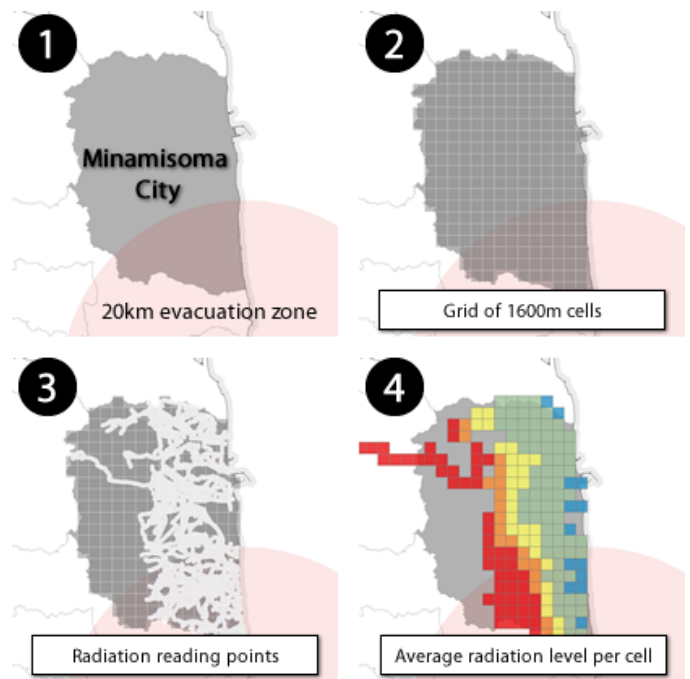 1
Minamisoma
City
20km evacuation zone
2
Grid of 1600m cells
3
Radiation reading points
4
Average radiation level per cell